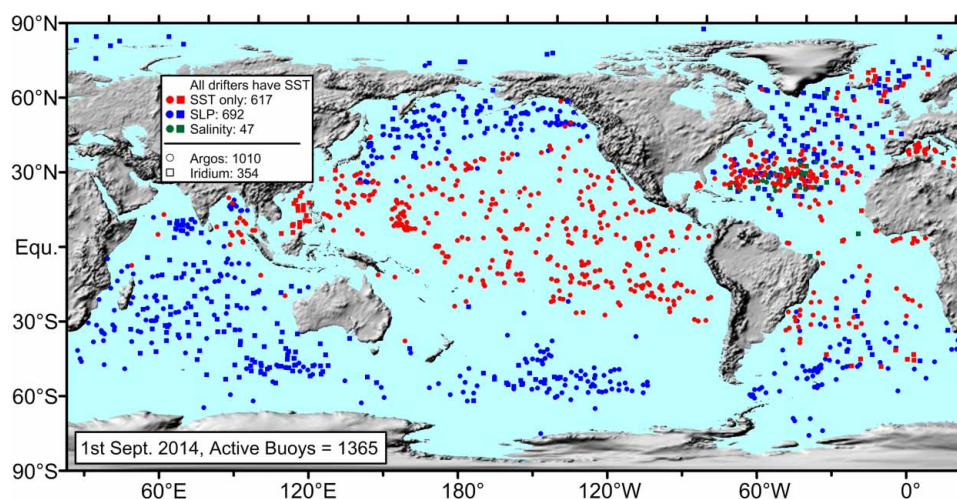 90°N
60°N
30°N
Equ.
30°S
60°S
90°S
All drifters have SST
SST only: 617
SLP: 692
Salinity: 47
Argos: 1010
Iridium: 354
1st Sept. 2014, Active Buoys = 1365
60°E
120°E
180°
120°W
60°W
0°